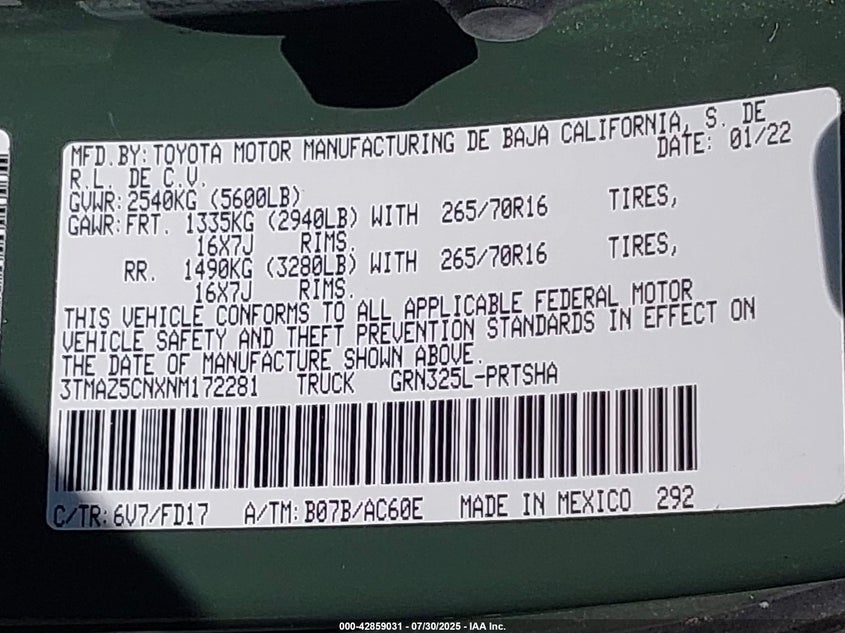 MFD.BY: TOYOTA MOTOR MANUFACTURING DE BAJA CALIFORNIA, S. DE
R.L. DE C.V. DATE: 01/22
GVWR: 2540KG (5600LB)
GAWR: FRT. 1335KG (2940LB) WITH 265/70R16 TIRES,
16X7J RIMS.
RR. 1490KG (3280LB) WITH 265/70R16 TIRES,
16X7J RIMS.
THIS VEHICLE CONFORMS TO ALL APPLICABLE FEDERAL MOTOR
VEHICLE SAFETY AND THEFT PREVENTION STANDARDS IN EFFECT ON
THE DATE OF MANUFACTURE SHOWN ABOVE.
3TMAZ5CNXNM172281 TRUCK GRN325L-PRTSHA
C/TR: 6V7/FD17 A/TM: B07B/AC60E MADE IN MEXICO 292
000-42859031 - 07/30/2025 - IAA Inc.